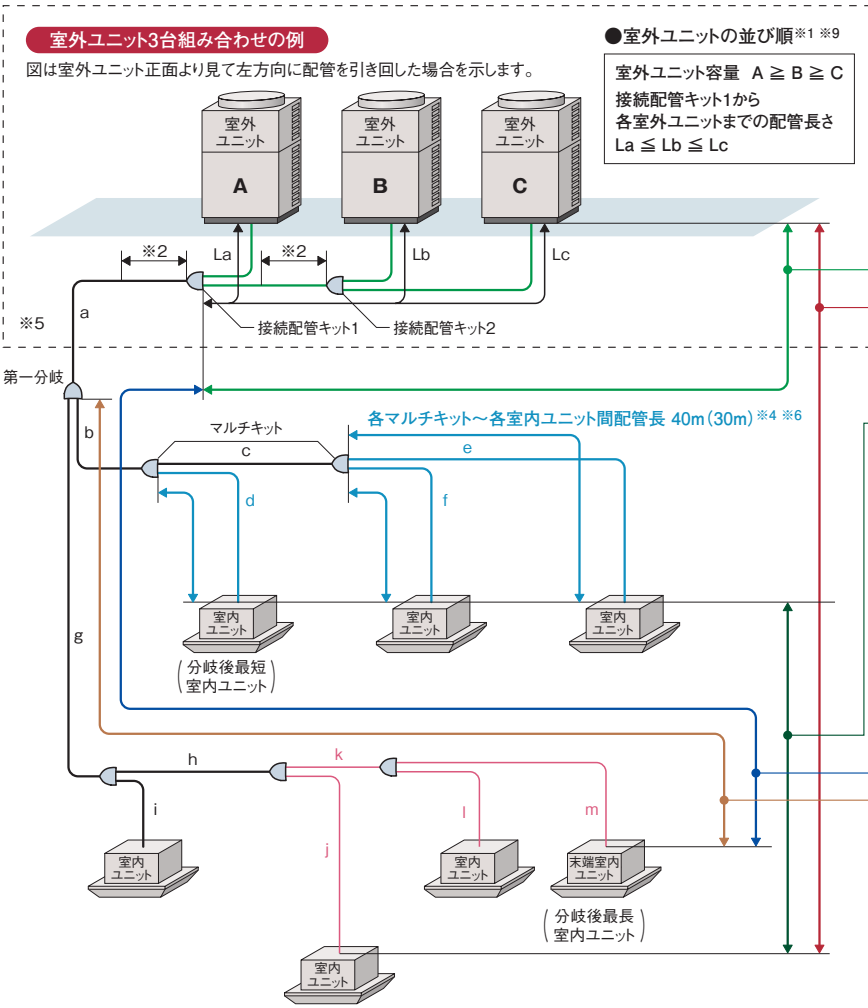 室外ユニット3台組み合わせの例
図は室外ユニット正面より見て左方向に配管を引き回した場合を示します。
●室外ユニットの並び順※1 ※9
室外ユニット容量 A ≧ B ≧ C
接続配管キット1から
各室外ユニットまでの配管長さ
La ≦ Lb ≦ Lc
室外
ユニット
A
室外
ユニット
B
室外
ユニット
C
※2
La
※2
Lb
Lc
a
※5
接続配管キット1
接続配管キット2
第一分岐
b
マルチキット
各マルチキット～各室内ユニット間配管長 40m(30m)※4 ※6
c
e
d
f
g
室内
ユニット
室内
ユニット
室内
ユニット
(分岐後最短
室内ユニット)
h
k
i
j
l
m
室内
ユニット
室内
ユニット
末端室内
ユニット
(分岐後最長
室内ユニット)
室内
ユニット